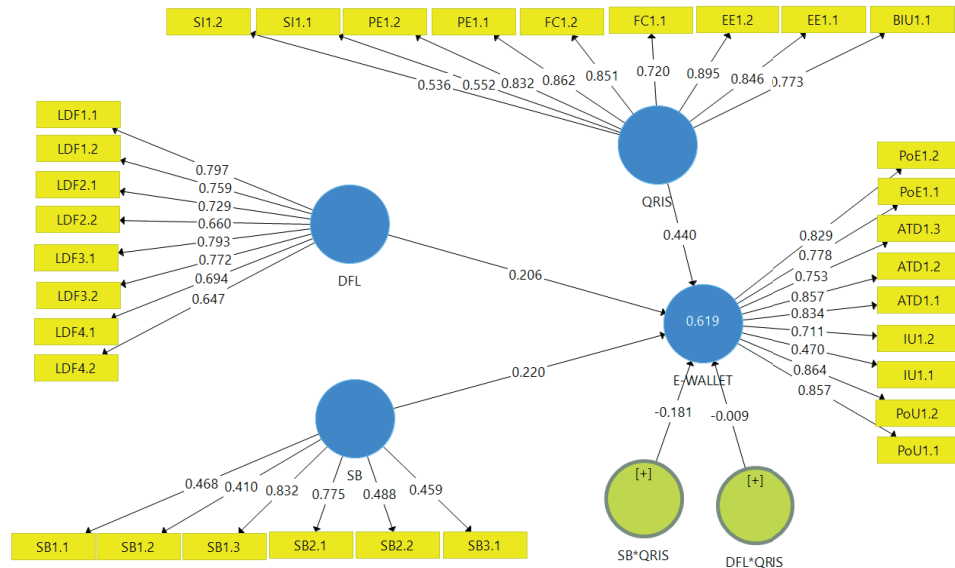 SI1.2 SI1.1 PE1.2 PE1.1 FC1.2 FC1.1 EE1.2 EE1.1 BIU1.1
0.536 0.552 0.832 0.862 0.851 0.720 0.895 0.846 0.773
QRIS
0.440
LDF1.1
LDF1.2
LDF2.1
LDF2.2
LDF3.1
LDF3.2
LDF4.1
LDF4.2
0.797
0.759
0.729
0.660
0.793
0.772
0.694
0.647
DFL
0.206
PoE1.2
PoE1.1
ATD1.3
ATD1.2
ATD1.1
IU1.2
IU1.1
PoU1.2
PoU1.1
0.829
0.778
0.753
0.857
0.834
0.711
0.470
0.864
0.857
0.619
E-WALLET
0.220
-0.181
-0.009
SB
0.468 0.410 0.832 0.775 0.488 0.459
SB1.1 SB1.2 SB1.3 SB2.1 SB2.2 SB3.1
[+]
SB*QRIS
[+]
DFL*QRIS